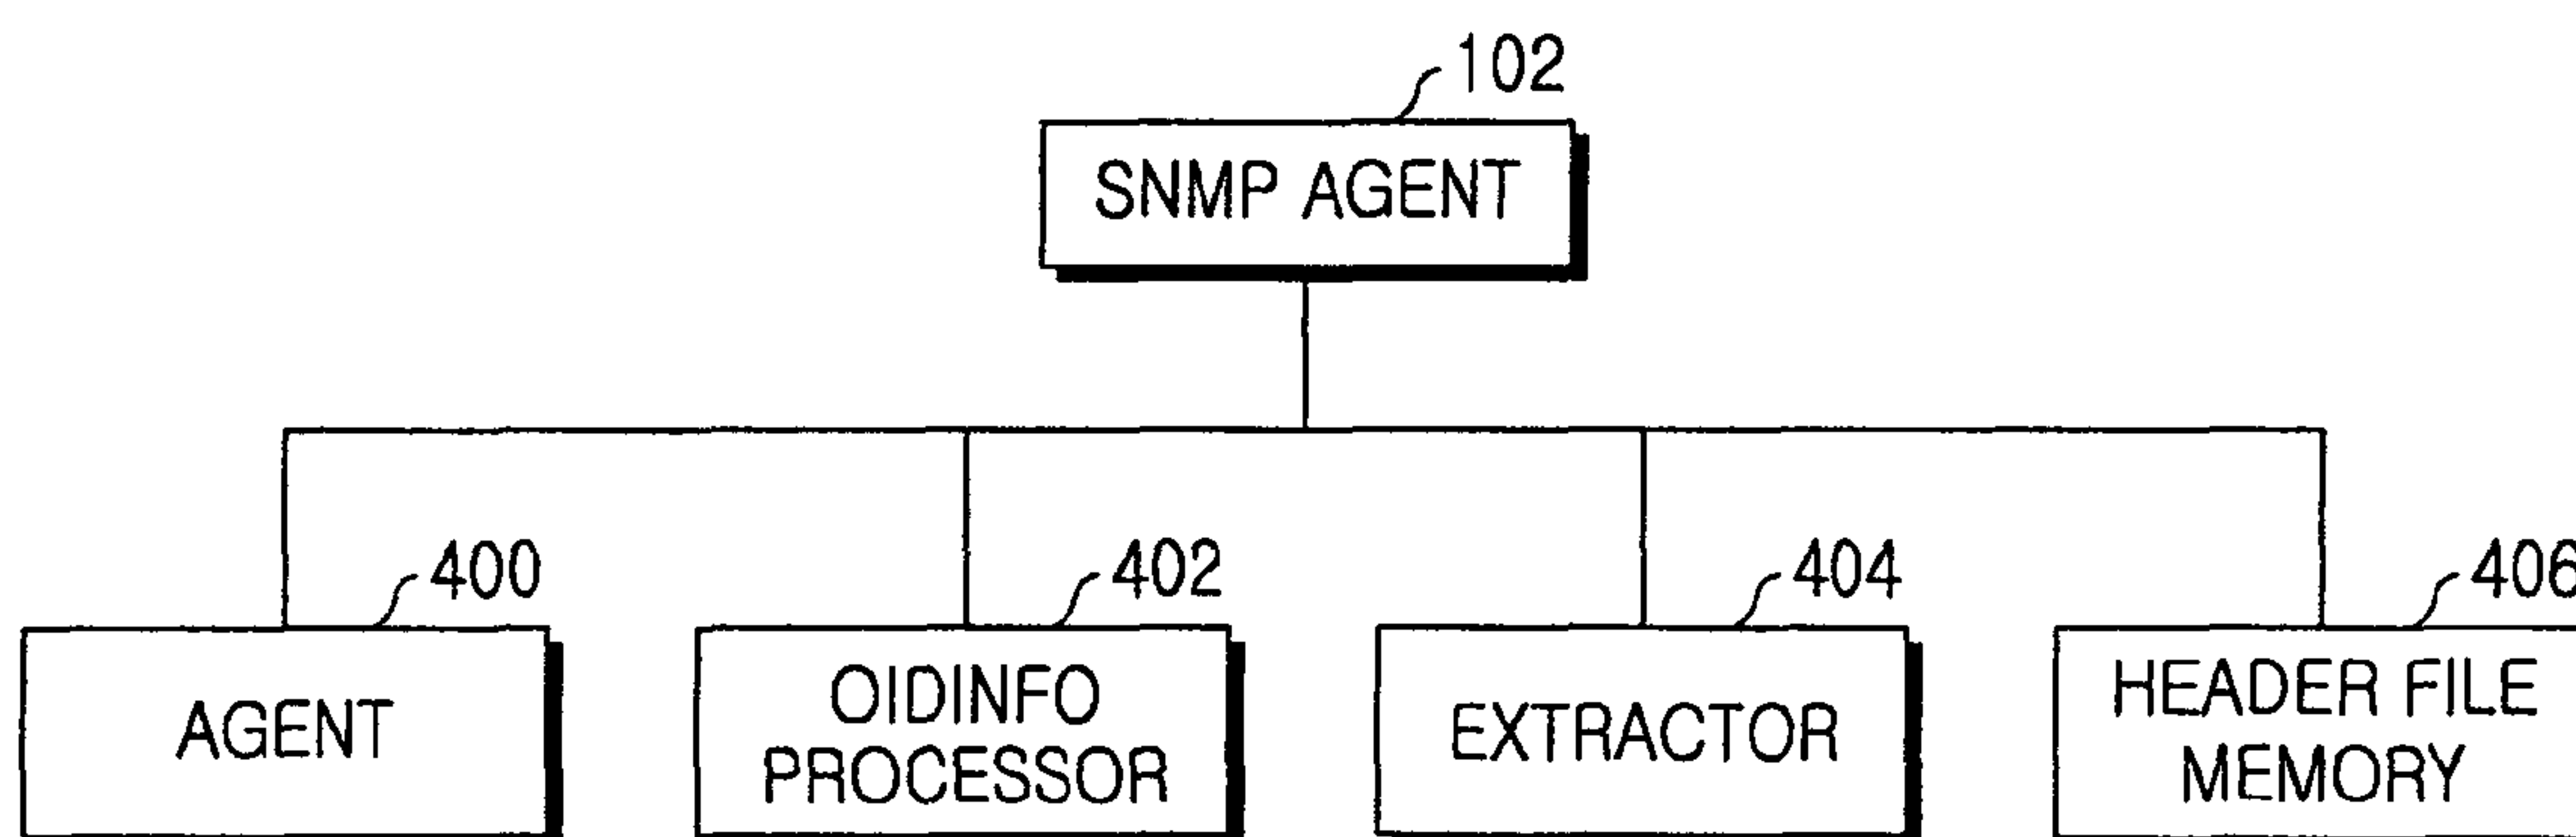 102
SNMP AGENT
400
402
404
406
AGENT
OIDINFO
PROCESSOR
EXTRACTOR
HEADER FILE
MEMORY